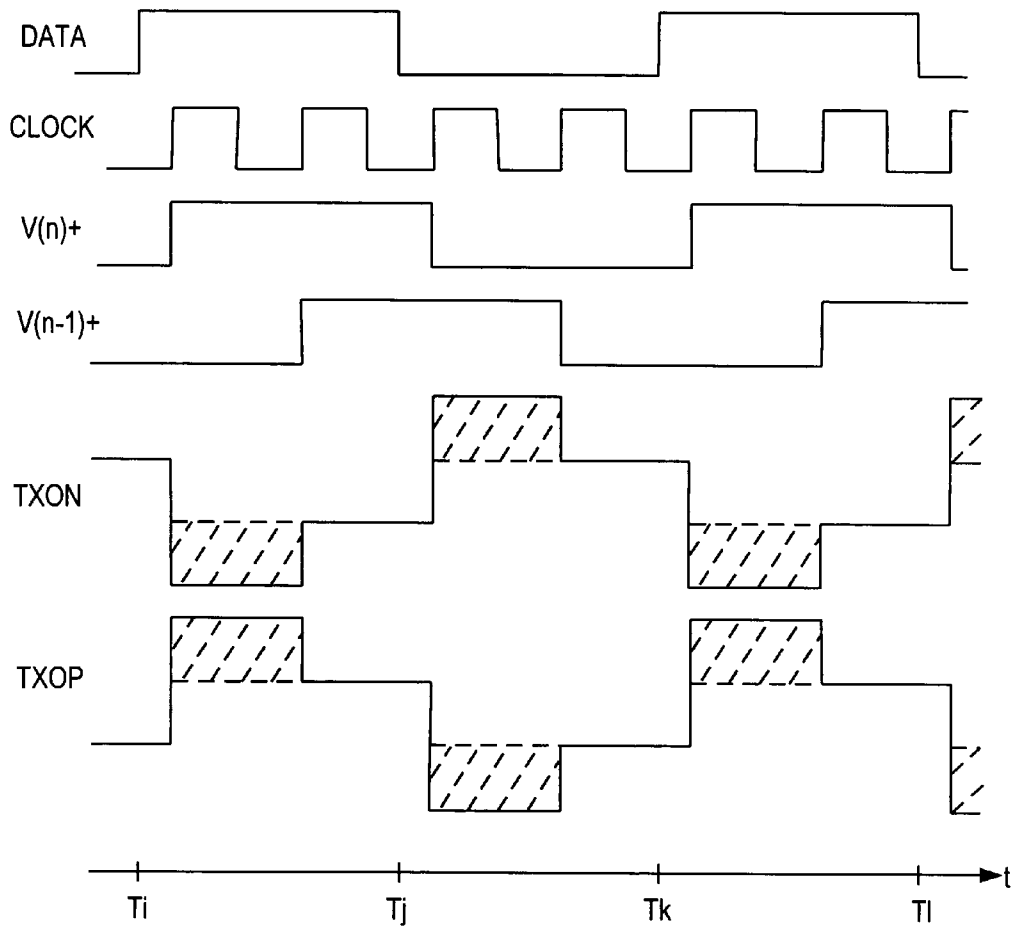 DATA
CLOCK
V(n)+
V(n-1)+
TXON
TXOP
t
Ti
Tj
Tk
Tl